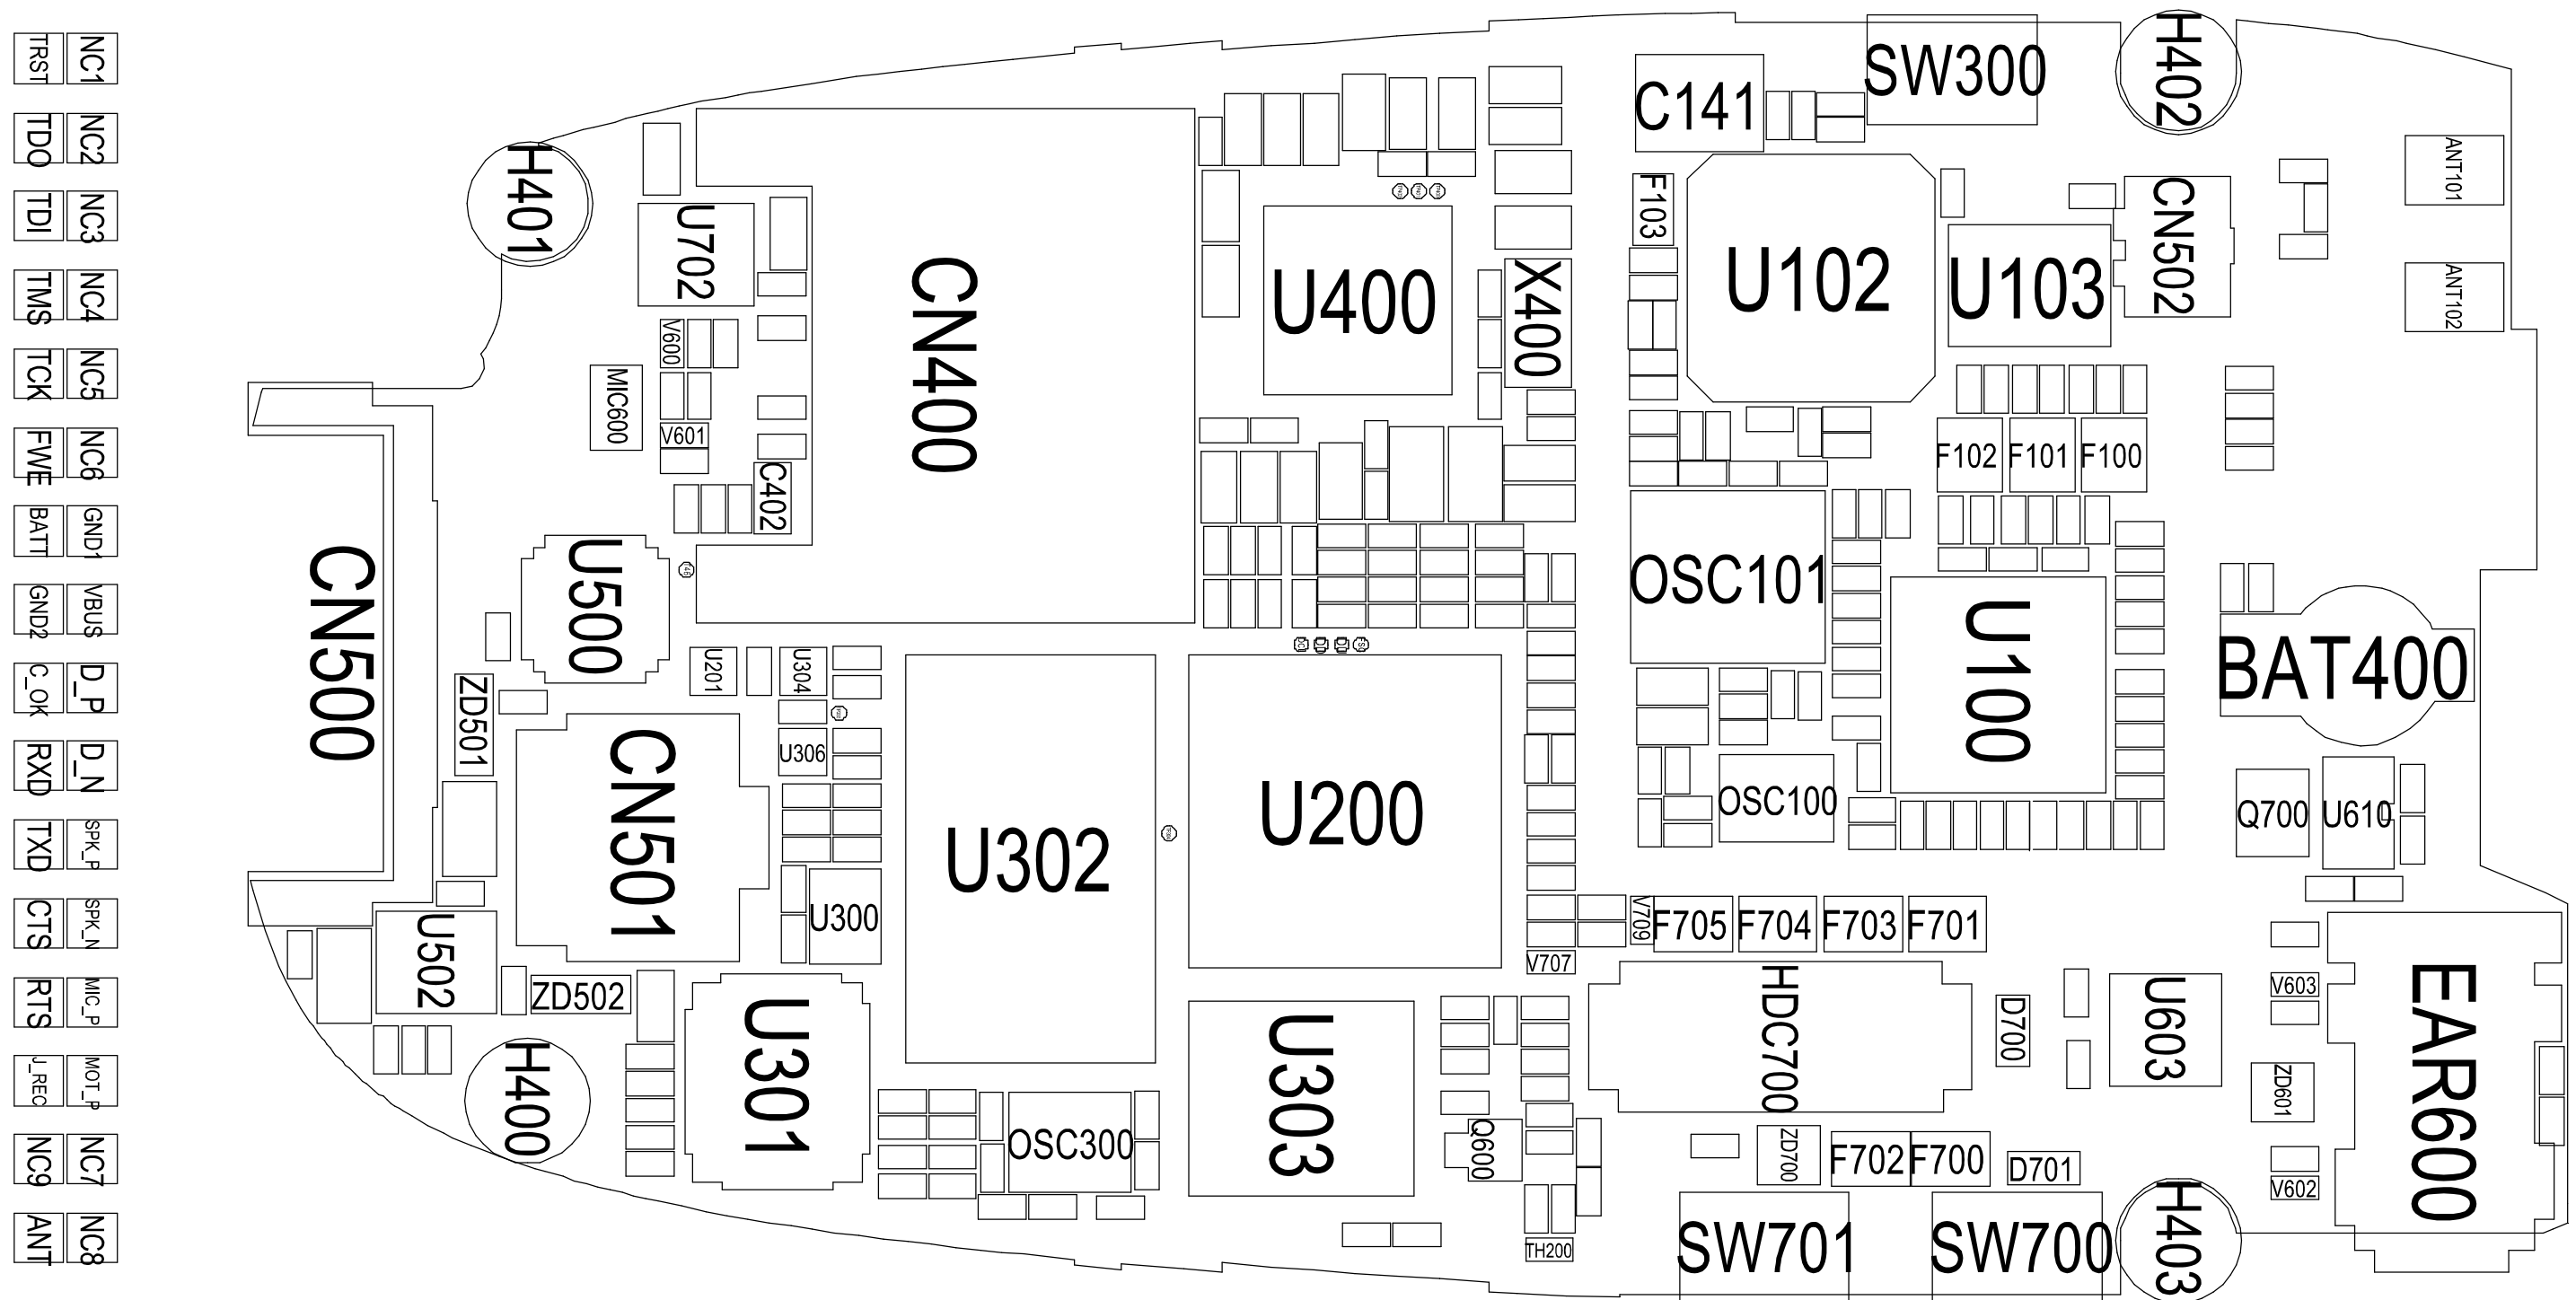 TRST NC1
TDO NC2
TDI NC3
TMS NC4
TCK NC5
FWE NC6
BATT GND1
GND2 VBUS
C_OK D_P
RXD D_N
TXD SPK_P
CTS SPK_N
RTS MIC_P
J_REC MOT_P
NC9 NC7
ANT NC8
H401
U702
V600
MIC600
V601
C402
CN400
U400
X400
C141
SW300
H402
F103
U102
U103
CN502
ANT101
ANT102
F102
F101
F100
CN500
U500
OSC101
U100
BAT400
U201
U304
ZD501
CN501
U306
U302
U200
OSC100
Q700
U610
U300
V709
F705
F704
F703
F701
U502
ZD502
V707
HDC700
D700
U603
V603
EAR600
H400
U301
OSC300
U303
Q600
ZD601
ZD700
F702
F700
D701
V602
TH200
SW701
SW700
H403